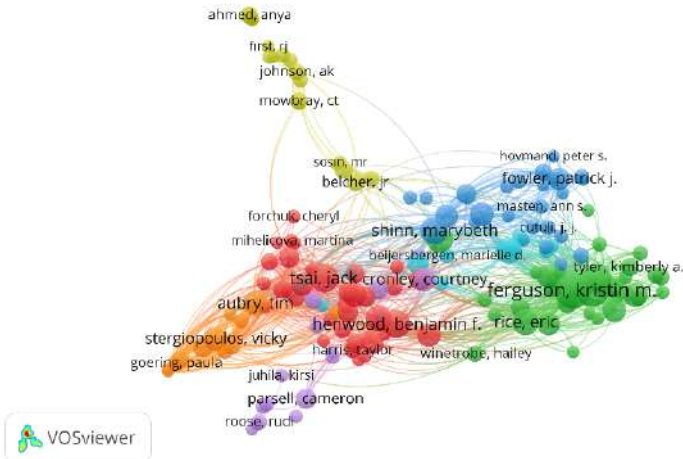 ahmed, anya
first, rj
johnson, ak
mowbray, ct
sosin, mr
belcher, jr
hovmand, peter s.
fowler, patrick j.
masten, ann s.
cutuli, j. j.
forchuk, cheryl
shinn, marybeth
mihelicova, martina
beijersbergen, marielle d.
tyler, kimberly a.
tsai, jack
cronley, courtney
ferguson, kristin m.
aubry, tim
henwood, benjamin f.
rice, eric
stergiopoulos, vicky
harris, taylor
winetrobe, hailey
goering, paula
juhila, kirsi
parsell, cameron
roose, rudi
VOSviewer